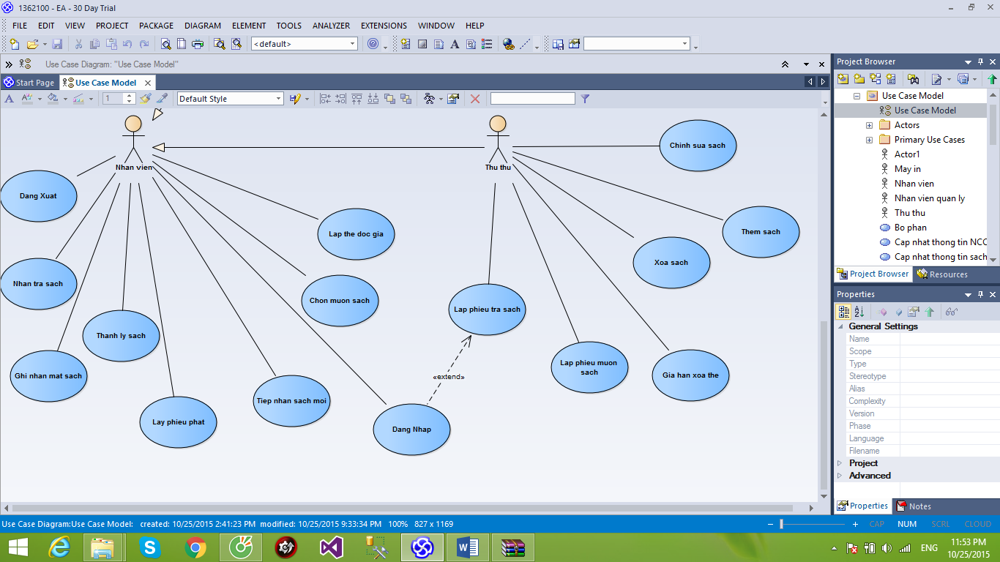 1362100 - EA - 30 Day Trial
FILE EDIT VIEW PROJECT PACKAGE DIAGRAM ELEMENT TOOLS ANALYZER EXTENSIONS WINDOW HELP
<default>
Use Case Diagram: "Use Case Model"
Start Page Use Case Model
1 Default Style
Nhan vien
Thu thu
Chinh sua sach
Dang Xuat
Lap the doc gia
Them sach
Xoa sach
Nhan tra sach
Chon muon sach
Lap phieu tra sach
Thanh ly sach
Lap phieu muon
sach
Ghi nhan mat sach
Gia han xoa the
«extend»
Tiep nhan sach moi
Lay phieu phat
Dang Nhap
Project Browser
Use Case Model
Use Case Model
Actors
Primary Use Cases
Actor1
May in
Nhan vien
Nhan vien quan ly
Thu thu
Bo phan
Cap nhat thong tin NCC
Cap nhat thong tin sach
Project Browser Resources
Properties
General Settings
Name
Scope
Type
Stereotype
Alias
Complexity
Version
Phase
Language
Filename
Project
Advanced
Properties Notes
Use Case Diagram:Use Case Model: created: 10/25/2015 2:41:23 PM modified: 10/25/2015 9:33:34 PM 100% 827 x 1169
CAP NUM SCRL CLOUD
ENG
11:53 PM
10/25/2015